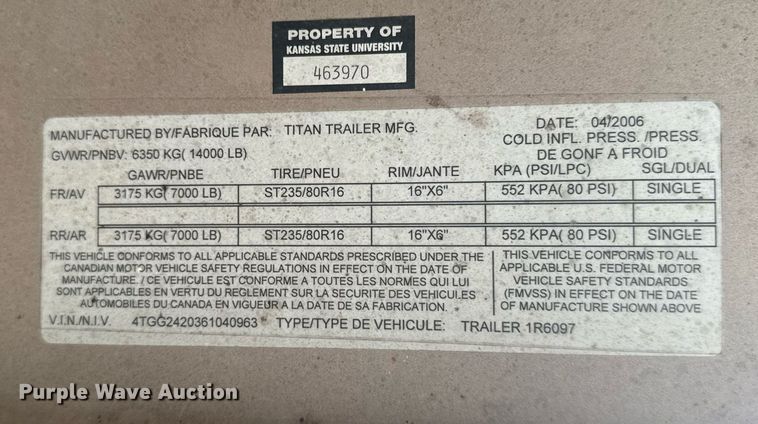 PROPERTY OF
KANSAS STATE UNIVERSITY
463970
MANUFACTURED BY/FABRIQUE PAR: TITAN TRAILER MFG. DATE: 04/2006
GVWR/PNBV: 6350 KG( 14000 LB) COLD INFL. PRESS. /PRESS.
DE GONF A FROID
GAWR/PNBE TIRE/PNEU RIM/JANTE KPA (PSI/LPC) SGL/DUAL
FR/AV 3175 KG( 7000 LB) ST235/80R16 16"X6" 552 KPA( 80 PSI) SINGLE
RR/AR 3175 KG( 7000 LB) ST235/80R16 16"X6" 552 KPA( 80 PSI) SINGLE
THIS VEHICLE CONFORMS TO ALL APPLICABLE STANDARDS PRESCRIBED UNDER THE
CANADIAN MOTOR VEHICLE SAFETY REGULATIONS IN EFFECT ON THE DATE OF
MANUFACTURE. / CE VEHICULE EST CONFORME A TOUTES LES NORMES QUI LUI
SONT APPLICABLES EN VERTU DU REGLEMENT SUR LA SECURITE DES VEHICULES
AUTOMOBILES DU CANADA EN VIGUEUR A LA DATE DE SA FABRICATION.
THIS VEHICLE CONFORMS TO ALL
APPLICABLE U.S. FEDERAL MOTOR
VEHICLE SAFETY STANDARDS
(FMVSS) IN EFFECT ON THE DATE
OF MANUFACTURE SHOWN ABOVE
V.I.N./N.I.V. 4TGG2420361040963 TYPE/TYPE DE VEHICULE: TRAILER 1R6097
Purple Wave Auction